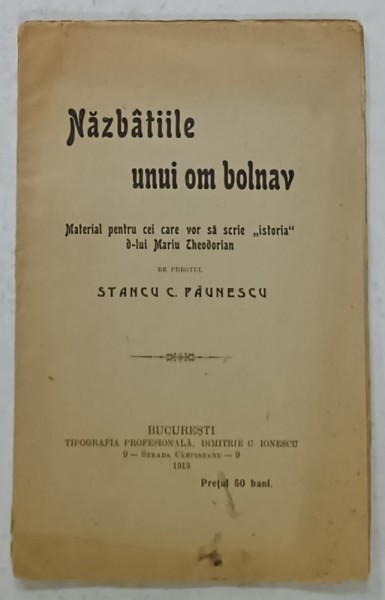 Năzbâtiile
unui om bolnav
Material pentru cei care vor să scrie „istoria“
d-lui Mariu Theodorian
DE PREOTUL
STANCU C. PĂUNESCU
BUCUREȘTI
TIPOGRAFIA PROFESIONALĂ, DIMITRIE C. IONESCU
9 — STRADA CÂMPINEANU — 9
1913
Prețul 50 bani.